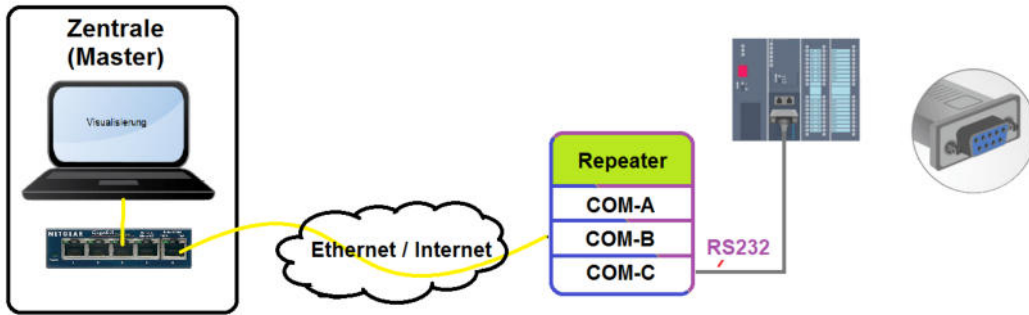 Zentrale
(Master)
Visualisierung
NETGEAR
Ethernet / Internet
Repeater
COM-A
COM-B
COM-C
RS232